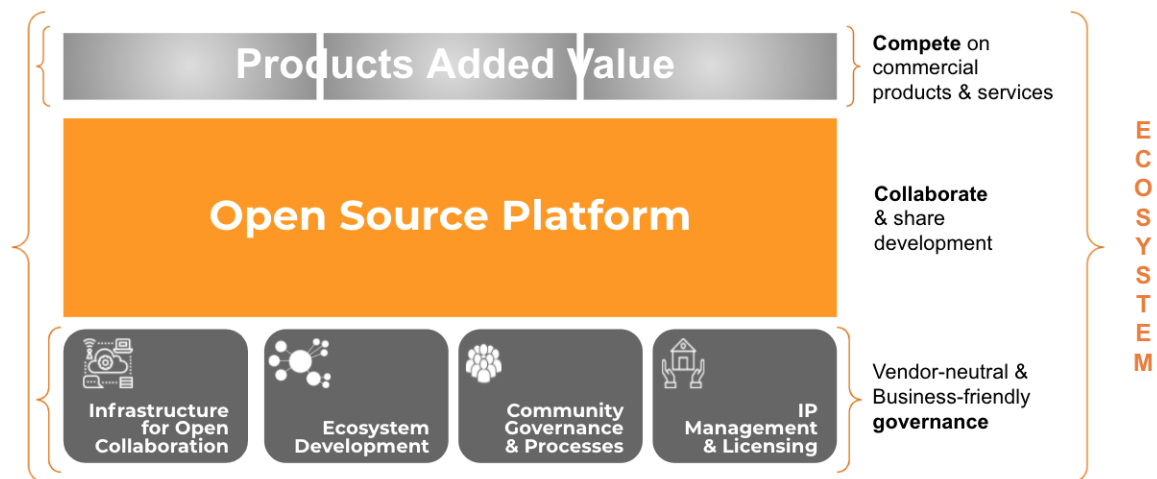 Products Added Value
Compete on
commercial
products & services
Open Source Platform
Collaborate
& share
development
Infrastructure
for Open
Collaboration
Ecosystem
Development
Community
Governance
& Processes
IP
Management
& Licensing
Vendor-neutral &
Business-friendly
governance
ECOSYSTEM